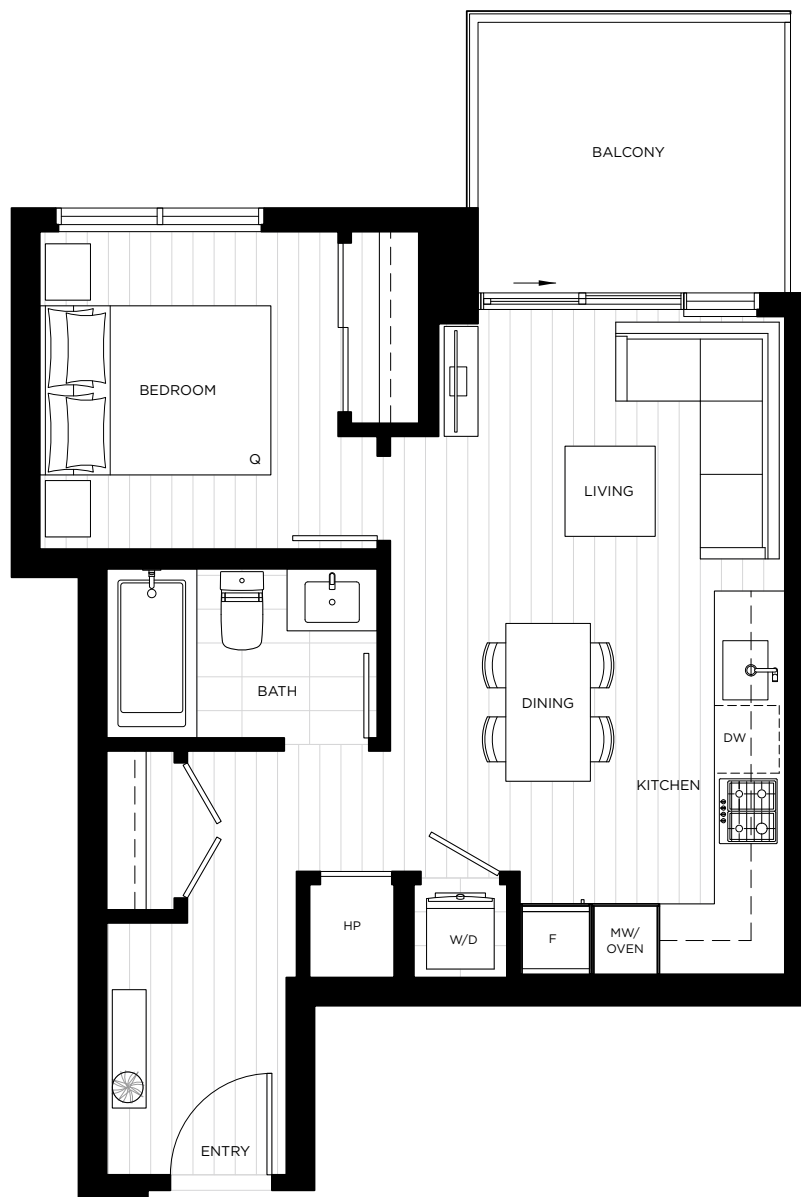 BALCONY
BEDROOM
Q
LIVING
BATH
DINING
DW
KITCHEN
HP
W/D
F
MW/
OVEN
ENTRY